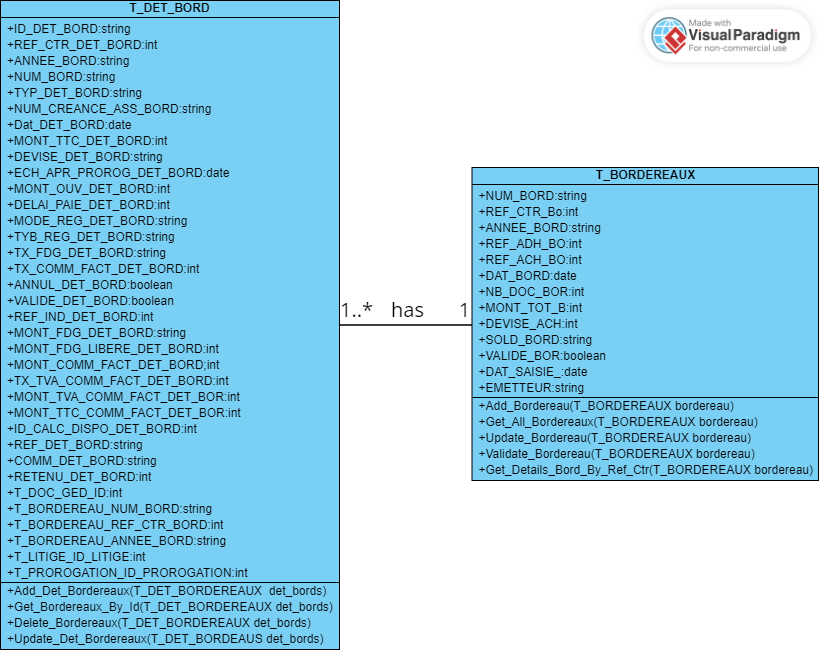 T_DET_BORD
+ID_DET_BORD:string
+REF_CTR_DET_BORD:int
+ANNEE_BORD:string
+NUM_BORD:string
+TYP_DET_BORD:string
+NUM_CREANCE_ASS_BORD:string
+Dat_DET_BORD:date
+MONT_TTC_DET_BORD:int
+DEVISE_DET_BORD:string
+ECH_APR_PROROG_DET_BORD:date
+MONT_OUV_DET_BORD:int
+DELAI_PAIE_DET_BORD:int
+MODE_REG_DET_BORD:string
+TYB_REG_DET_BORD:string
+TX_FDG_DET_BORD:string
+TX_COMM_FACT_DET_BORD:int
+ANNUL_DET_BORD:boolean
+VALIDE_DET_BORD:boolean
+REF_IND_DET_BORD:int
+MONT_FDG_DET_BORD:string
+MONT_FDG_LIBERE_DET_BORD:int
+MONT_COMM_FACT_DET_BORD;int
+TX_TVA_COMM_FACT_DET_BORD:int
+MONT_TVA_COMM_FACT_DET_BOR:int
+MONT_TTC_COMM_FACT_DET_BOR:int
+ID_CALC_DISPO_DET_BORD:int
+REF_DET_BORD:string
+COMM_DET_BORD:string
+RETENU_DET_BORD:int
+T_DOC_GED_ID:int
+T_BORDEREAU_NUM_BORD:string
+T_BORDEREAU_REF_CTR_BORD:int
+T_BORDEREAU_ANNEE_BORD:string
+T_LITIGE_ID_LITIGE:int
+T_PROROGATION_ID_PROROGATION:int
+Add_Det_Bordereaux(T_DET_BORDEREAUX det_bords)
+Get_Bordereaux_By_Id(T_DET_BORDEREAUX det_bords)
+Delete_Bordereaux(T_DET_BORDEREAUX det_bords)
+Update_Det_Bordereaux(T_DET_BORDEAUS det_bords)
1..* has 1
T_BORDEREAUX
+NUM_BORD:string
+REF_CTR_Bo:int
+ANNEE_BORD:string
+REF_ADH_BO:int
+REF_ACH_BO:int
+DAT_BORD:date
+NB_DOC_BOR:int
+MONT_TOT_B:int
+DEVISE_ACH:int
+SOLD_BORD:string
+VALIDE_BOR:boolean
+DAT_SAISIE_:date
+EMETTEUR:string
+Add_Bordereau(T_BORDEREAUX bordereau)
+Get_All_Bordereaux(T_BORDEREAUX bordereau)
+Update_Bordereau(T_BORDEREAUX bordereau)
+Validate_Bordereau(T_BORDEREAUX bordereau)
+Get_Details_Bord_By_Ref_Ctr(T_BORDEREAUX bordereau)
Made with
VisualParadigm
For non-commercial use